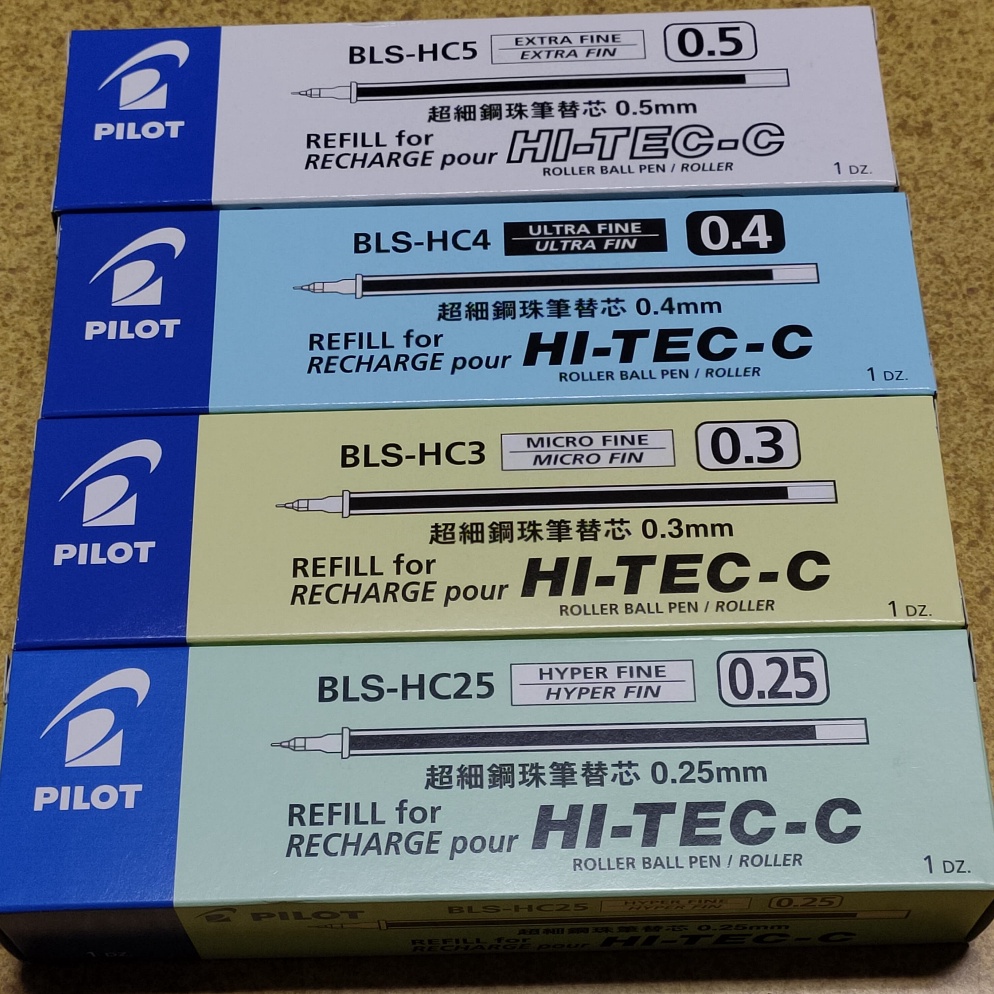 PILOT
BLS-HC5 EXTRA FINE 0.5
EXTRA FIN
超細鋼珠筆替芯 0.5mm
REFILL for
RECHARGE pour HI-TEC-C
ROLLER BALL PEN / ROLLER
1 DZ.
PILOT
BLS-HC4 ULTRA FINE 0.4
ULTRA FIN
超細鋼珠筆替芯 0.4mm
REFILL for
RECHARGE pour HI-TEC-C
ROLLER BALL PEN / ROLLER
1 DZ.
PILOT
BLS-HC3 MICRO FINE 0.3
MICRO FIN
超細鋼珠筆替芯 0.3mm
REFILL for
RECHARGE pour HI-TEC-C
ROLLER BALL PEN / ROLLER
1 DZ.
PILOT
BLS-HC25 HYPER FINE 0.25
HYPER FIN
超細鋼珠筆替芯 0.25mm
REFILL for
RECHARGE pour HI-TEC-C
ROLLER BALL PEN / ROLLER
1 DZ.
PILOT BLS-HC25 HYPER FINE 0.25
HYPER FIN
超細鋼珠筆替芯 0.25mm
REFILL for
RECHARGE pour HI-TEC-C
1 DZ.